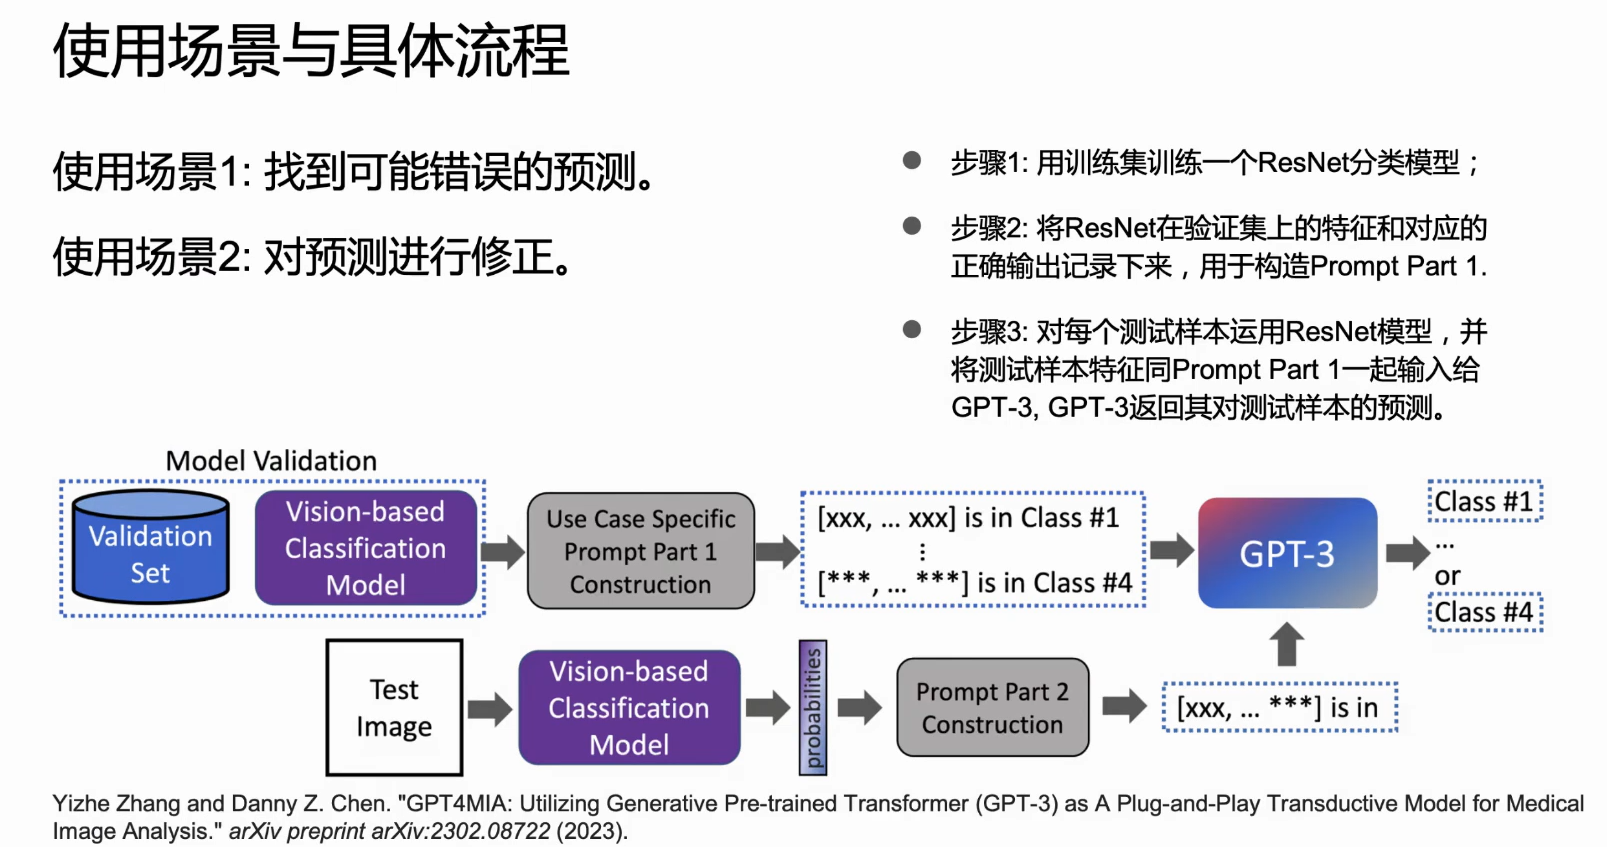 使用场景与具体流程
使用场景1: 找到可能错误的预测。
使用场景2: 对预测进行修正。
步骤1: 用训练集训练一个ResNet分类模型；
步骤2: 将ResNet在验证集上的特征和对应的
正确输出记录下来，用于构造Prompt Part 1.
步骤3: 对每个测试样本运用ResNet模型，并
将测试样本特征同Prompt Part 1一起输入给
GPT-3, GPT-3返回其对测试样本的预测。
Model Validation
Validation
Set
Vision-based
Classification
Model
Use Case Specific
Prompt Part 1
Construction
[xxx, ... xxx] is in Class #1
⋮
[***, ... ***] is in Class #4
GPT-3
Class #1
...
or
Class #4
Test
Image
Vision-based
Classification
Model
probabilities
Prompt Part 2
Construction
[xxx, ... ***] is in
Yizhe Zhang and Danny Z. Chen. "GPT4MIA: Utilizing Generative Pre-trained Transformer (GPT-3) as A Plug-and-Play Transductive Model for Medical
Image Analysis." arXiv preprint arXiv:2302.08722 (2023).